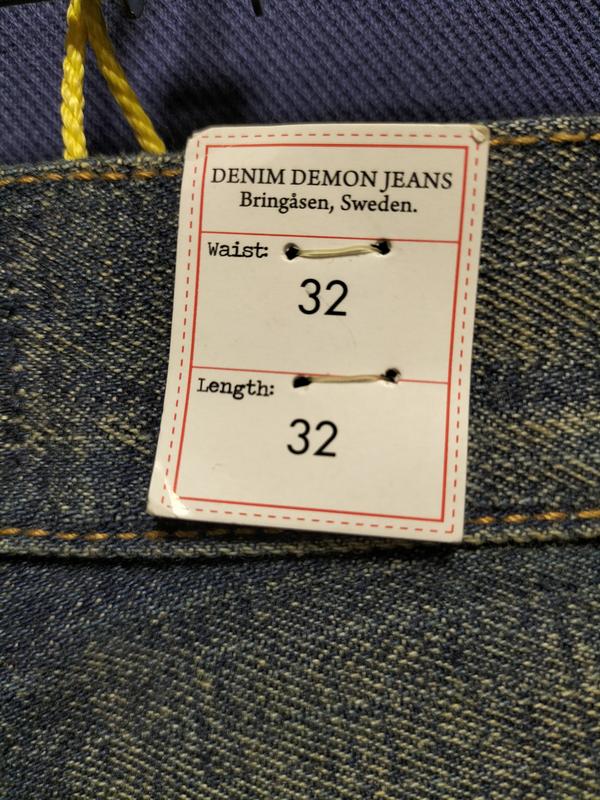 DENIM DEMON JEANS
Bringåsen, Sweden.
Waist:
32
Length:
32